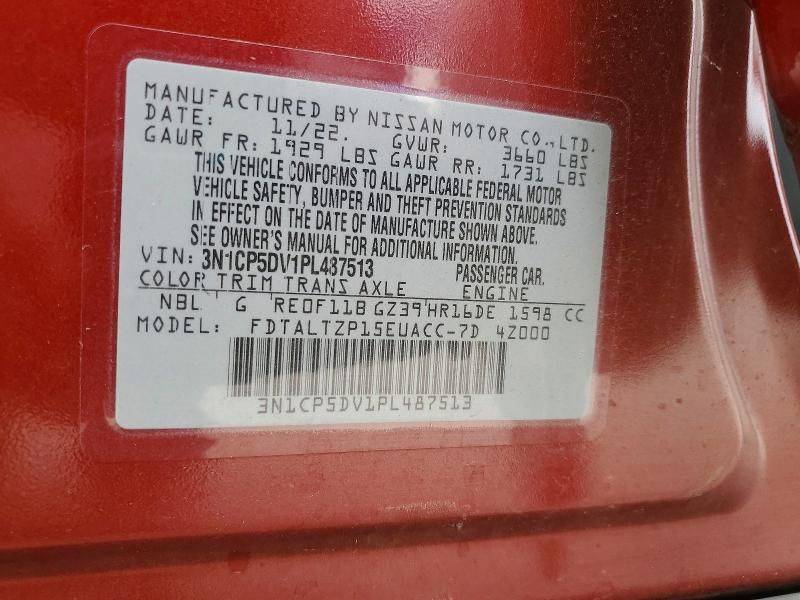 MANUFACTURED BY NISSAN MOTOR CO., LTD.
DATE: 11/22. GVWR: 3660 LBS
GAWR FR: 1929 LBS GAWR RR: 1731 LBS
THIS VEHICLE CONFORMS TO ALL APPLICABLE FEDERAL MOTOR
VEHICLE SAFETY, BUMPER AND THEFT PREVENTION STANDARDS
IN EFFECT ON THE DATE OF MANUFACTURE SHOWN ABOVE.
SEE OWNER'S MANUAL FOR ADDITIONAL INFORMATION.
VIN: 3N1CP5DV1PL487513 PASSENGER CAR.
COLOR TRIM TRANS AXLE ENGINE
NBL G RE0F11B GZ39 HR16DE 1598 CC
MODEL: FDTALTZP15EUACC-7D 4Z000
3N1CP5DV1PL487513